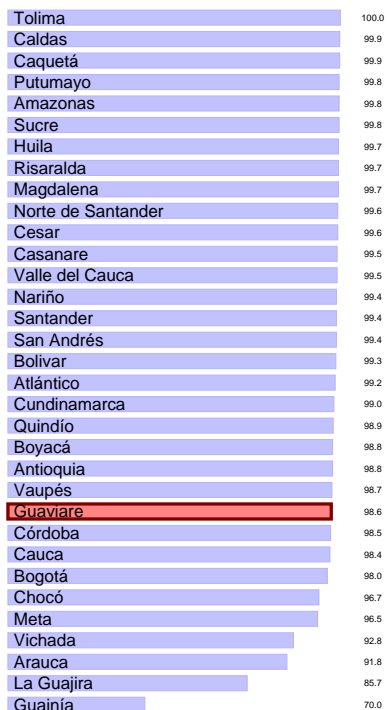 Tolima 100.0
Caldas 99.9
Caquetá 99.9
Putumayo 99.8
Amazonas 99.8
Sucre 99.8
Huila 99.7
Risaralda 99.7
Magdalena 99.7
Norte de Santander 99.6
Cesar 99.6
Casanare 99.5
Valle del Cauca 99.5
Nariño 99.4
Santander 99.4
San Andrés 99.4
Bolivar 99.3
Atlántico 99.2
Cundinamarca 99.0
Quindío 98.9
Boyacá 98.8
Antioquia 98.8
Vaupés 98.7
Guaviare 98.6
Córdoba 98.5
Cauca 98.4
Bogotá 98.0
Chocó 96.7
Meta 96.5
Vichada 92.8
Arauca 91.8
La Guajira 85.7
Guainía 70.0